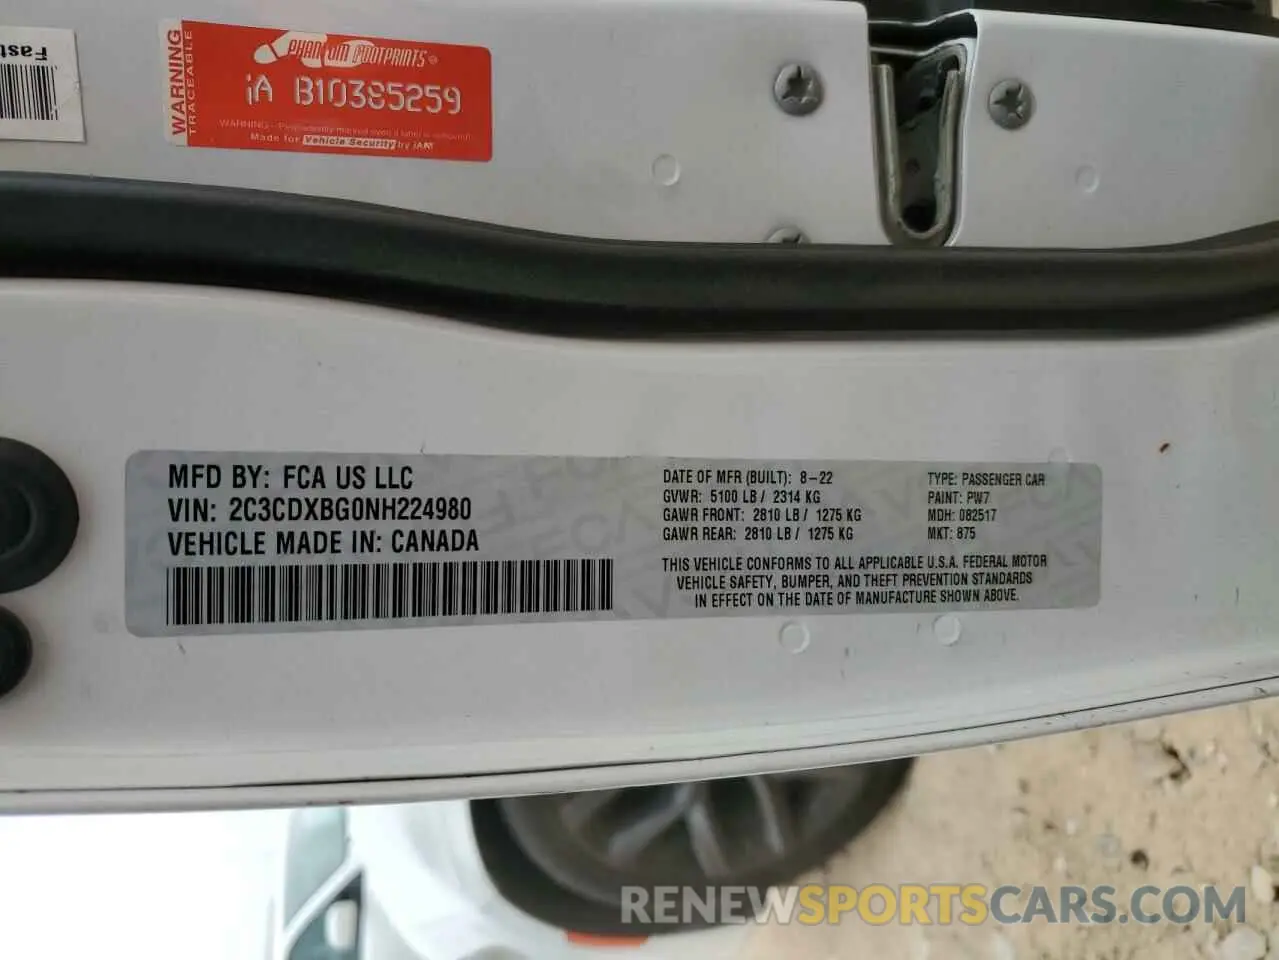 Fast
WARNING
TRACEABLE
PHANTOM FOOTPRINTS®
iA B10385259
Made for Vehicle Security by iAM
MFD BY: FCA US LLC
VIN: 2C3CDXBG0NH224980
VEHICLE MADE IN: CANADA
DATE OF MFR (BUILT): 8-22
GVWR: 5100 LB / 2314 KG
GAWR FRONT: 2810 LB / 1275 KG
GAWR REAR: 2810 LB / 1275 KG
TYPE: PASSENGER CAR
PAINT: PW7
MDH: 082517
MKT: 875
THIS VEHICLE CONFORMS TO ALL APPLICABLE U.S.A. FEDERAL MOTOR
VEHICLE SAFETY, BUMPER, AND THEFT PREVENTION STANDARDS
IN EFFECT ON THE DATE OF MANUFACTURE SHOWN ABOVE.
RENEWSPORTSCARS.COM